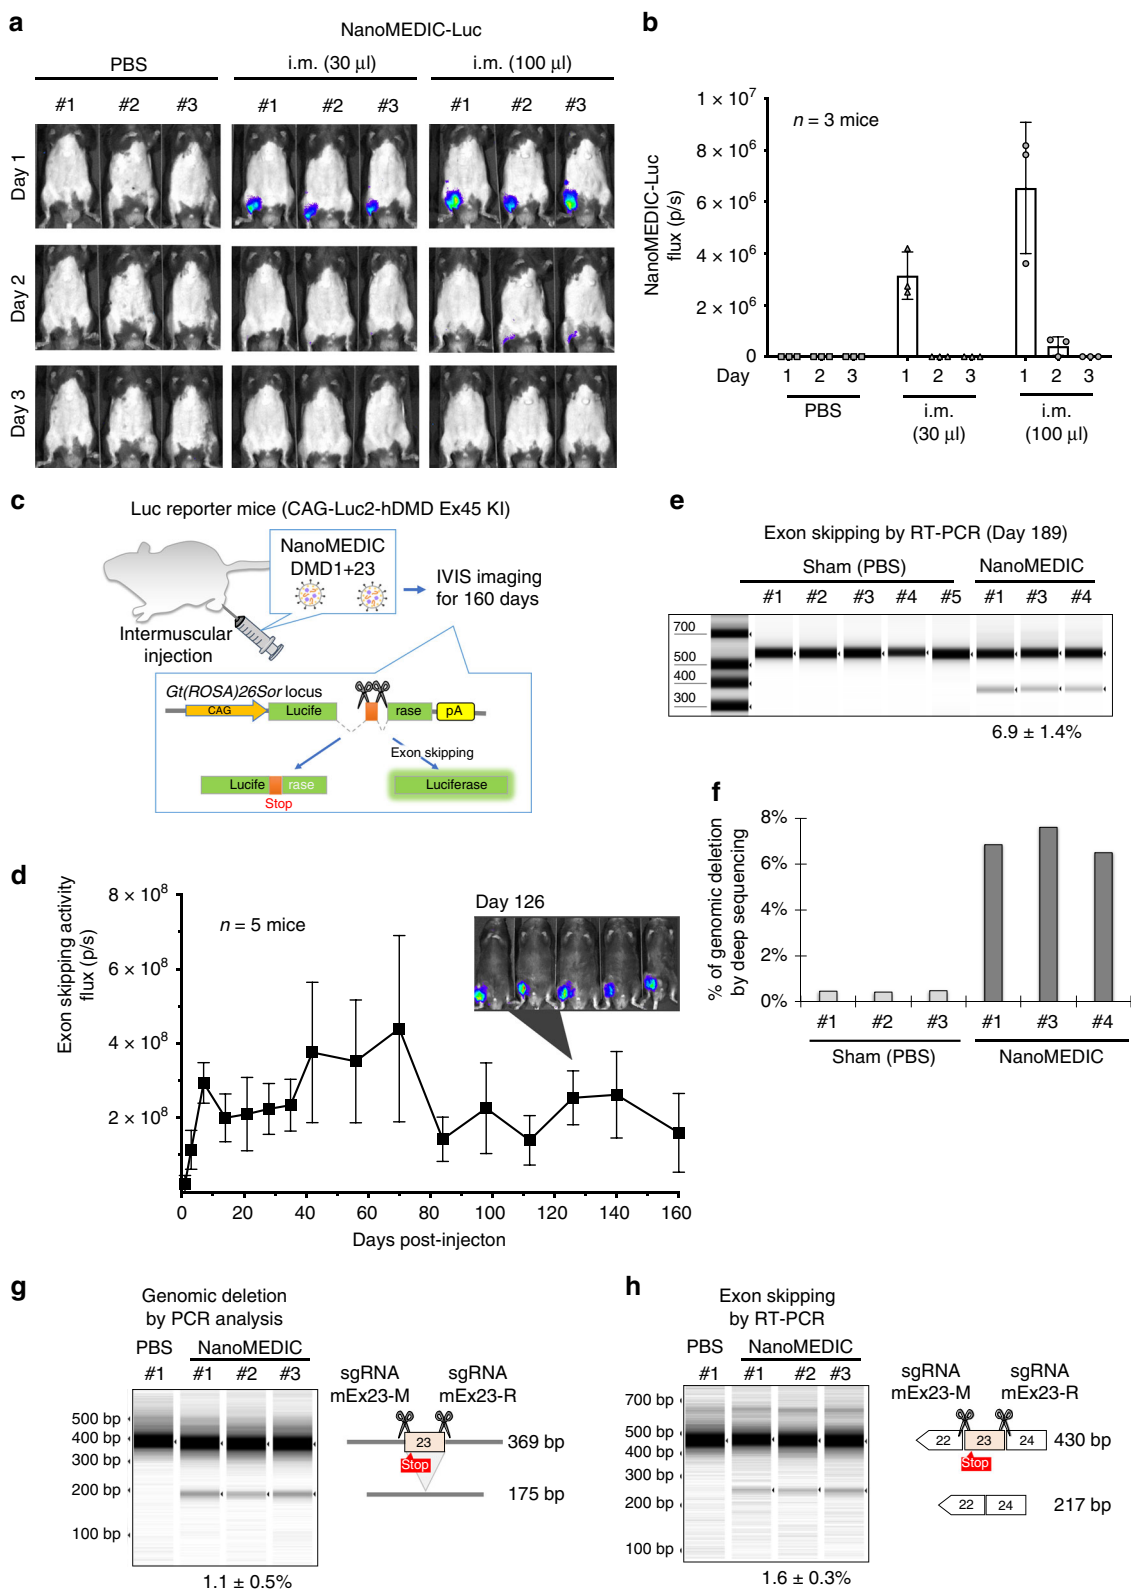 a
NanoMEDIC-Luc
PBS
i.m. (30 μl)
i.m. (100 μl)
#1 #2 #3 #1 #2 #3 #1 #2 #3
Day 1
Day 2
Day 3
b
n = 3 mice
NanoMEDIC-Luc
flux (p/s)
1 × 10⁷
8 × 10⁶
6 × 10⁶
4 × 10⁶
2 × 10⁶
0
Day 1 2 3 1 2 3 1 2 3
PBS
i.m.
(30 μl)
i.m.
(100 μl)
c
Luc reporter mice (CAG-Luc2-hDMD Ex45 KI)
NanoMEDIC
DMD1+23
IVIS imaging
for 160 days
Intermuscular
injection
Gt(ROSA)26Sor locus
CAG Lucife rase pA
Exon skipping
Lucife rase
Stop
Luciferase
d
Exon skipping activity
flux (p/s)
8 × 10⁸
6 × 10⁸
4 × 10⁸
2 × 10⁸
n = 5 mice
Day 126
0 20 40 60 80 100 120 140 160
Days post-injecton
e
Exon skipping by RT-PCR (Day 189)
Sham (PBS) NanoMEDIC
#1 #2 #3 #4 #5 #1 #3 #4
700
500
400
300
6.9 ± 1.4%
f
% of genomic deletion
by deep sequencing
8%
6%
4%
2%
0%
#1 #2 #3 #1 #3 #4
Sham (PBS) NanoMEDIC
g
Genomic deletion
by PCR analysis
PBS NanoMEDIC
#1 #1 #2 #3
500 bp
400 bp
300 bp
200 bp
100 bp
1.1 ± 0.5%
sgRNA
mEx23-M
sgRNA
mEx23-R
23
369 bp
Stop
175 bp
h
Exon skipping
by RT-PCR
PBS NanoMEDIC
#1 #1 #2 #3
700 bp
500 bp
400 bp
300 bp
200 bp
100 bp
1.6 ± 0.3%
sgRNA
mEx23-M
sgRNA
mEx23-R
22 23 24
430 bp
Stop
22 24
217 bp